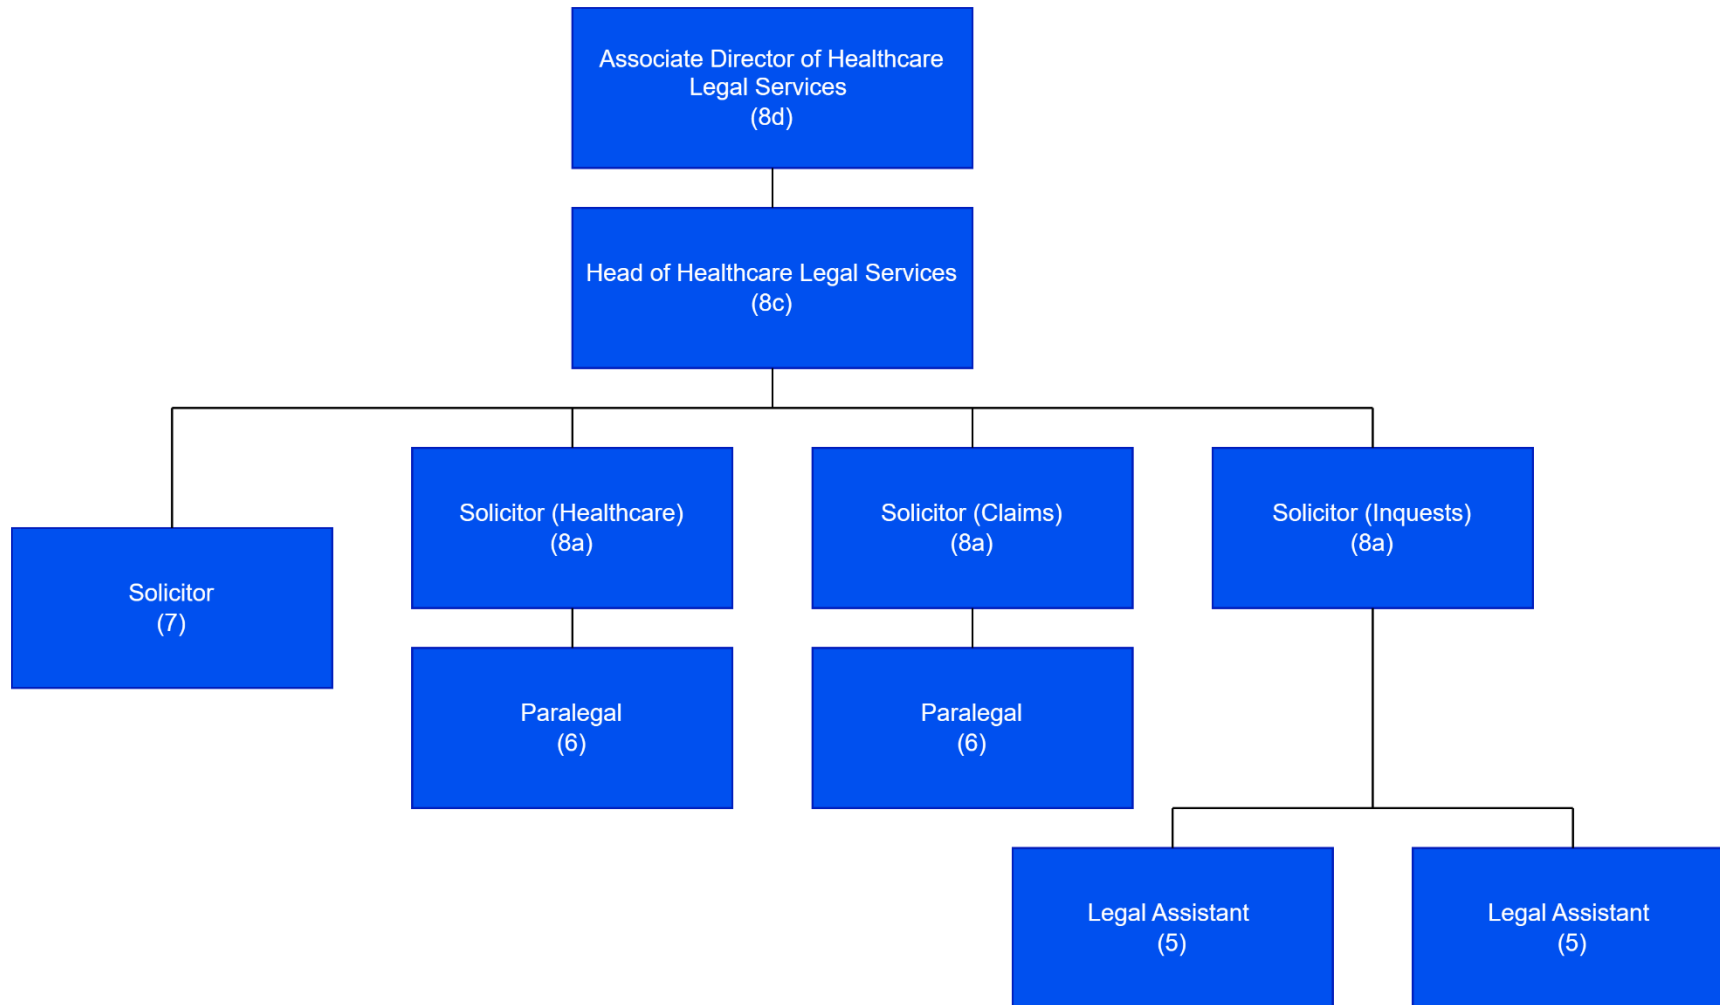 Associate Director of Healthcare
Legal Services
(8d)
Head of Healthcare Legal Services
(8c)
Solicitor
(7)
Solicitor (Healthcare)
(8a)
Solicitor (Claims)
(8a)
Solicitor (Inquests)
(8a)
Paralegal
(6)
Paralegal
(6)
Legal Assistant
(5)
Legal Assistant
(5)